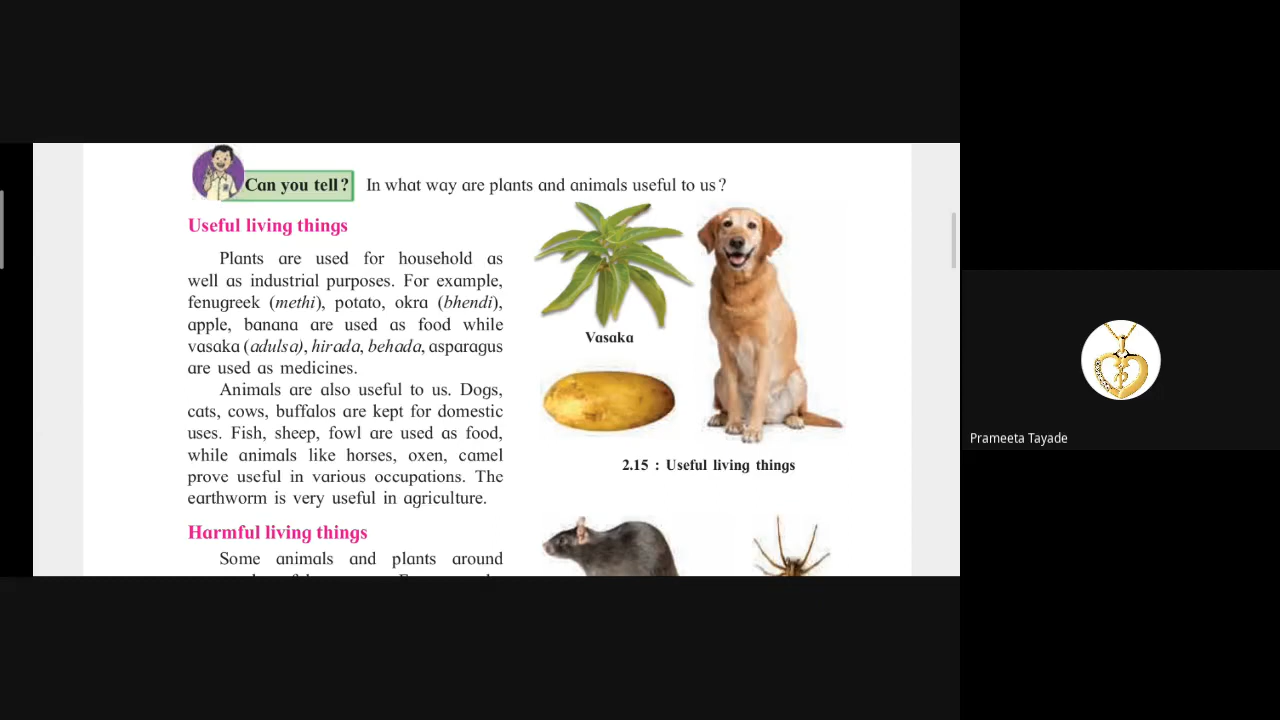 Can you tell? In what way are plants and animals useful to us?
Useful living things
Plants are used for household as
well as industrial purposes. For example,
fenugreek (methi), potato, okra (bhendi),
apple, banana are used as food while
vasaka (adulsa), hirada, behada, asparagus
are used as medicines.
Animals are also useful to us. Dogs,
cats, cows, buffalos are kept for domestic
uses. Fish, sheep, fowl are used as food,
while animals like horses, oxen, camel
prove useful in various occupations. The
earthworm is very useful in agriculture.
Vasaka
2.15 : Useful living things
Harmful living things
Some animals and plants around
Prameeta Tayade